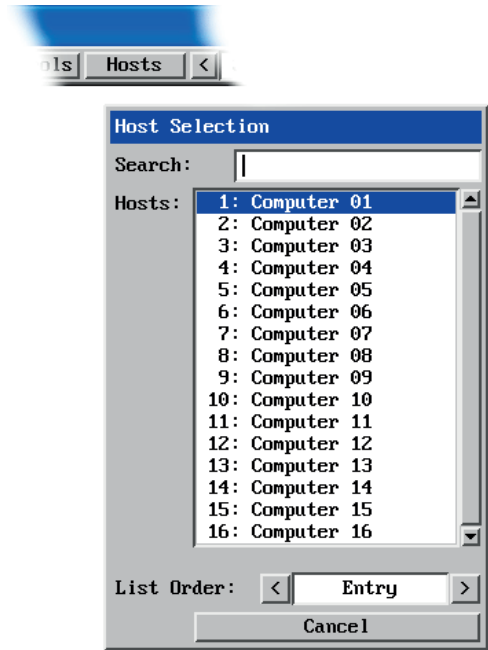 ols Hosts <
Host Selection
Search:
Hosts: 1: Computer 01
2: Computer 02
3: Computer 03
4: Computer 04
5: Computer 05
6: Computer 06
7: Computer 07
8: Computer 08
9: Computer 09
10: Computer 10
11: Computer 11
12: Computer 12
13: Computer 13
14: Computer 14
15: Computer 15
16: Computer 16
List Order: < Entry >
Cancel